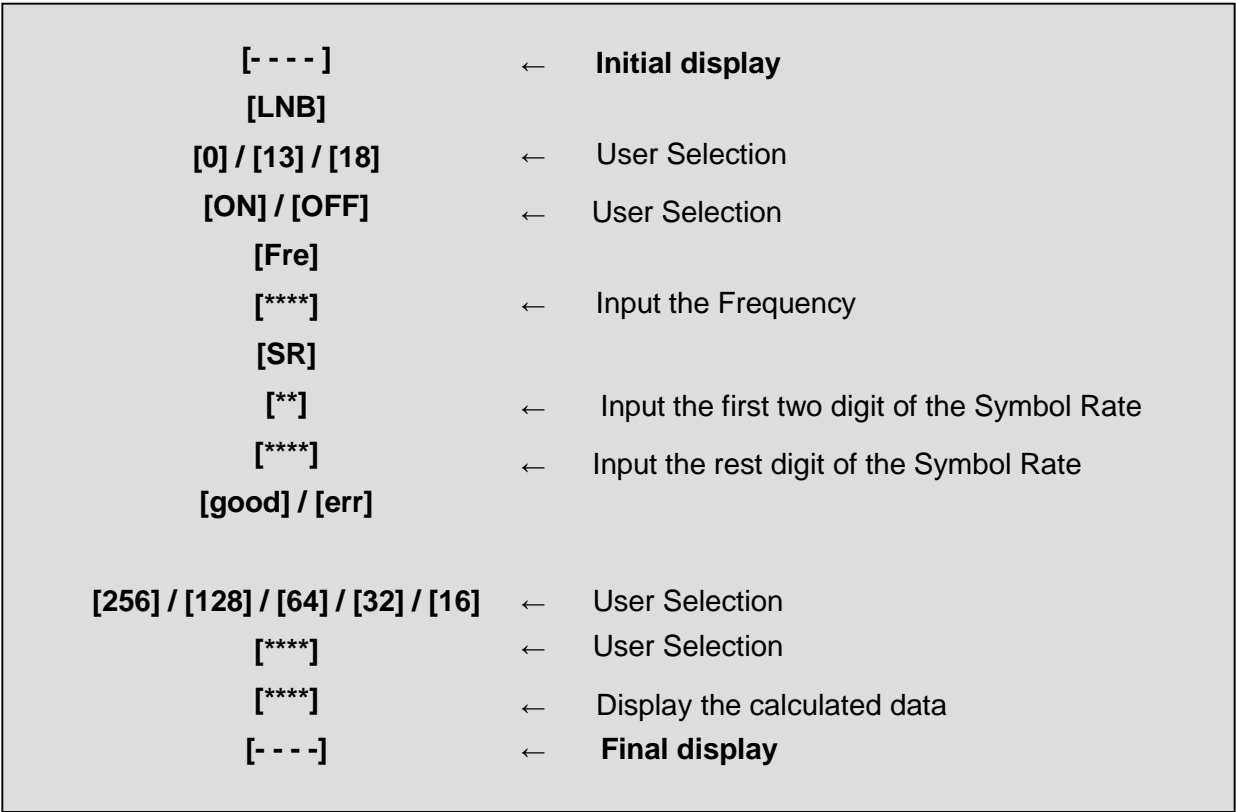 [- - - - ] ← Initial display
[LNB]
[0] / [13] / [18] ← User Selection
[ON] / [OFF] ← User Selection
[Fre]
[****] ← Input the Frequency
[SR]
[**] ← Input the first two digit of the Symbol Rate
[****] ← Input the rest digit of the Symbol Rate
[good] / [err]
[256] / [128] / [64] / [32] / [16] ← User Selection
[****] ← User Selection
[****] ← Display the calculated data
[- - - -] ← Final display